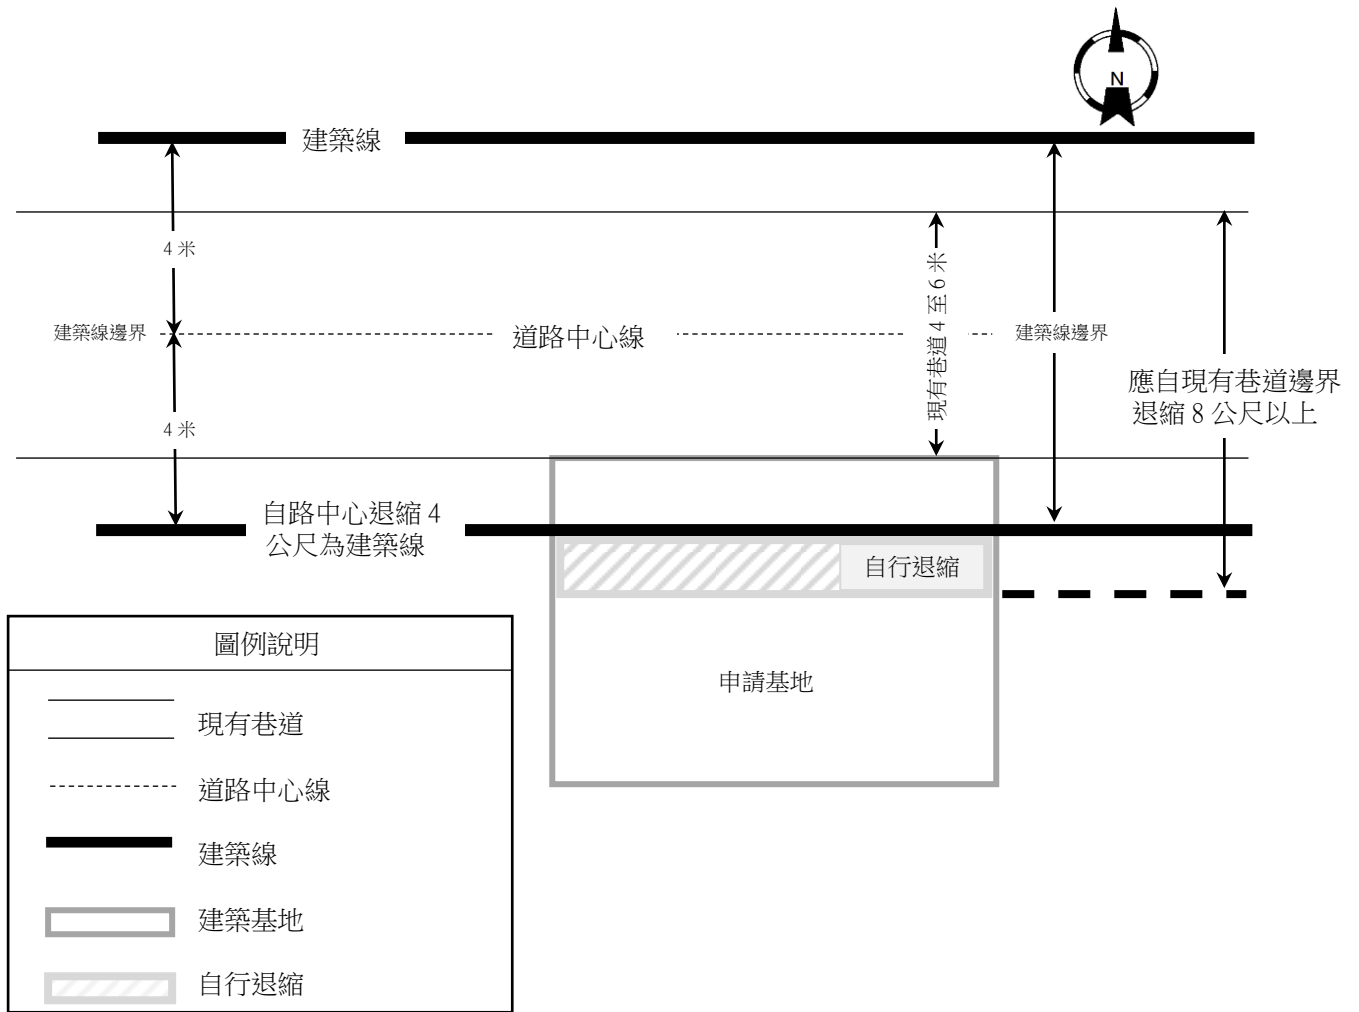 N
建築線
4 米
建築線邊界
道路中心線
現有巷道 4 至 6 米
建築線邊界
應自現有巷道邊界
退縮 8 公尺以上
4 米
自路中心退縮 4
公尺為建築線
自行退縮
申請基地
圖例說明
現有巷道
道路中心線
建築線
建築基地
自行退縮